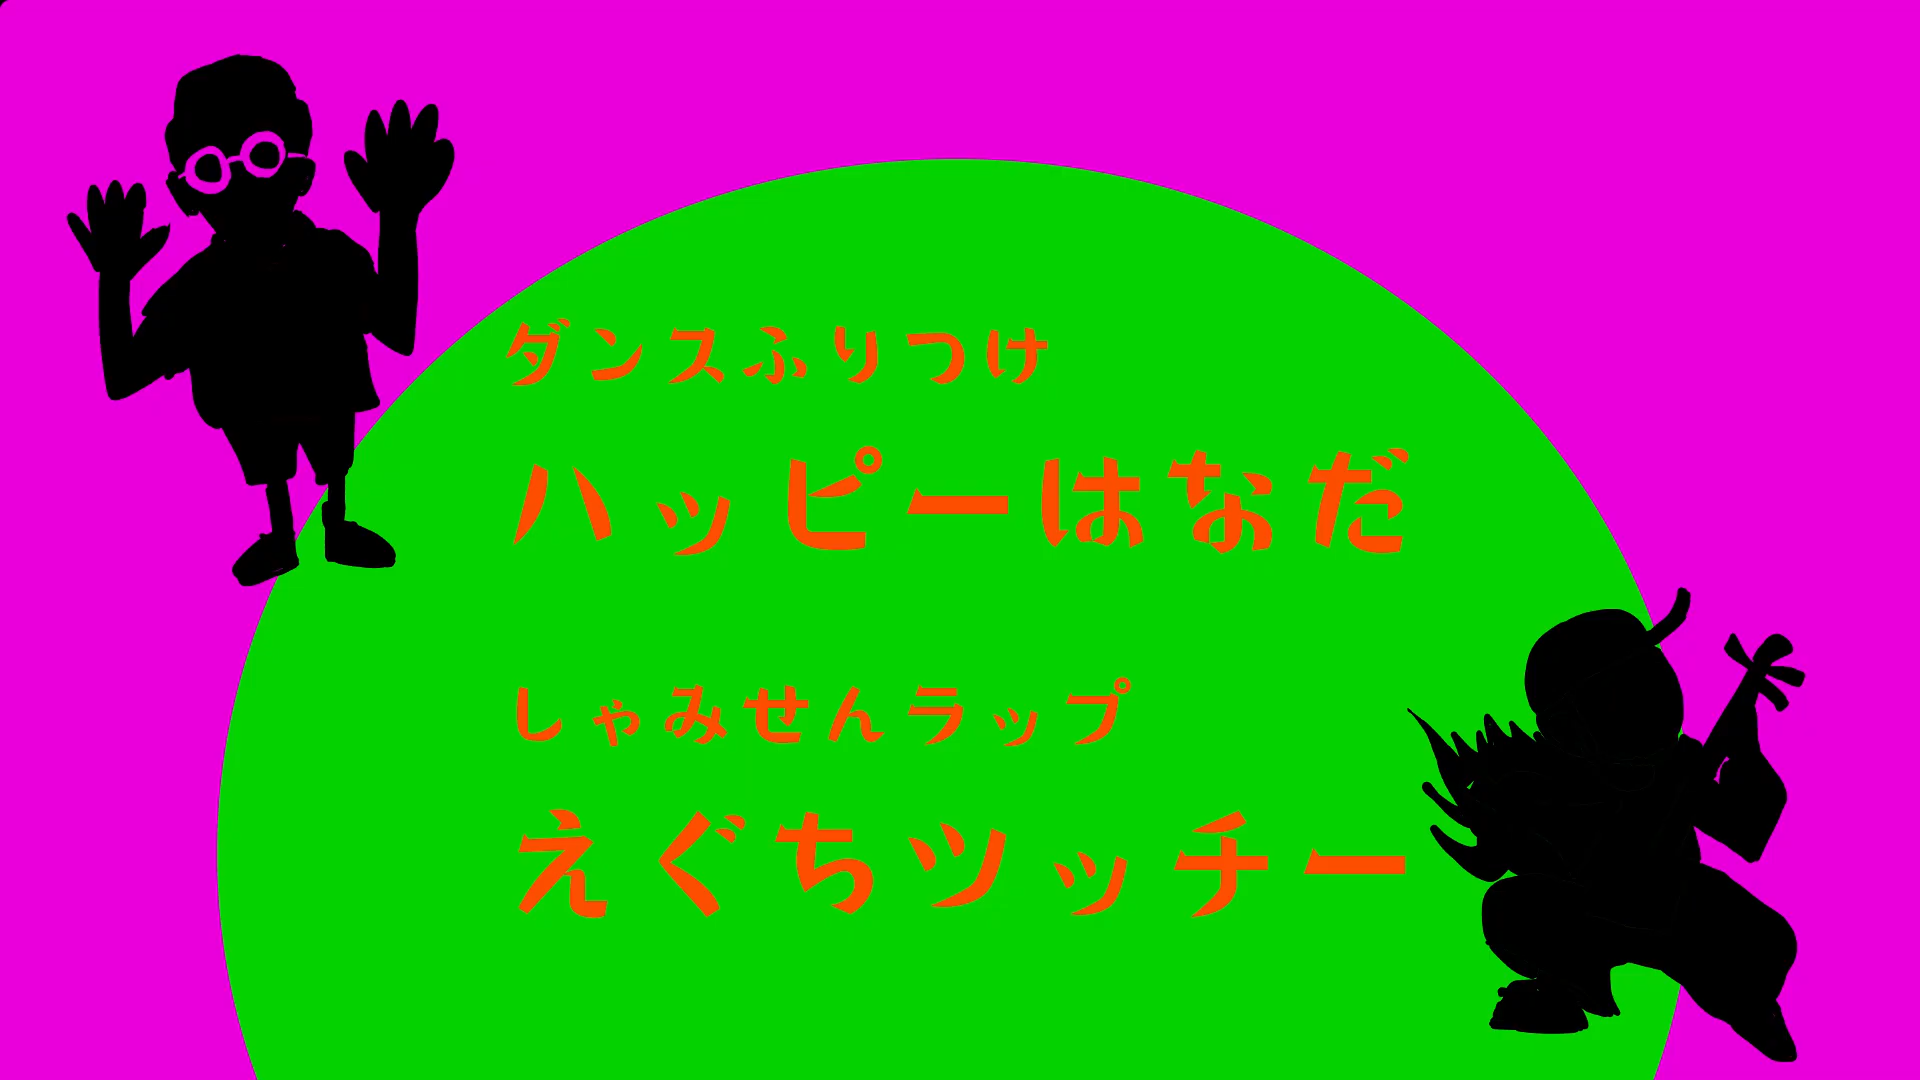 ダンスふりつけ
ハッピーはなだ
しゃみせんラップ
えぐちツッチー